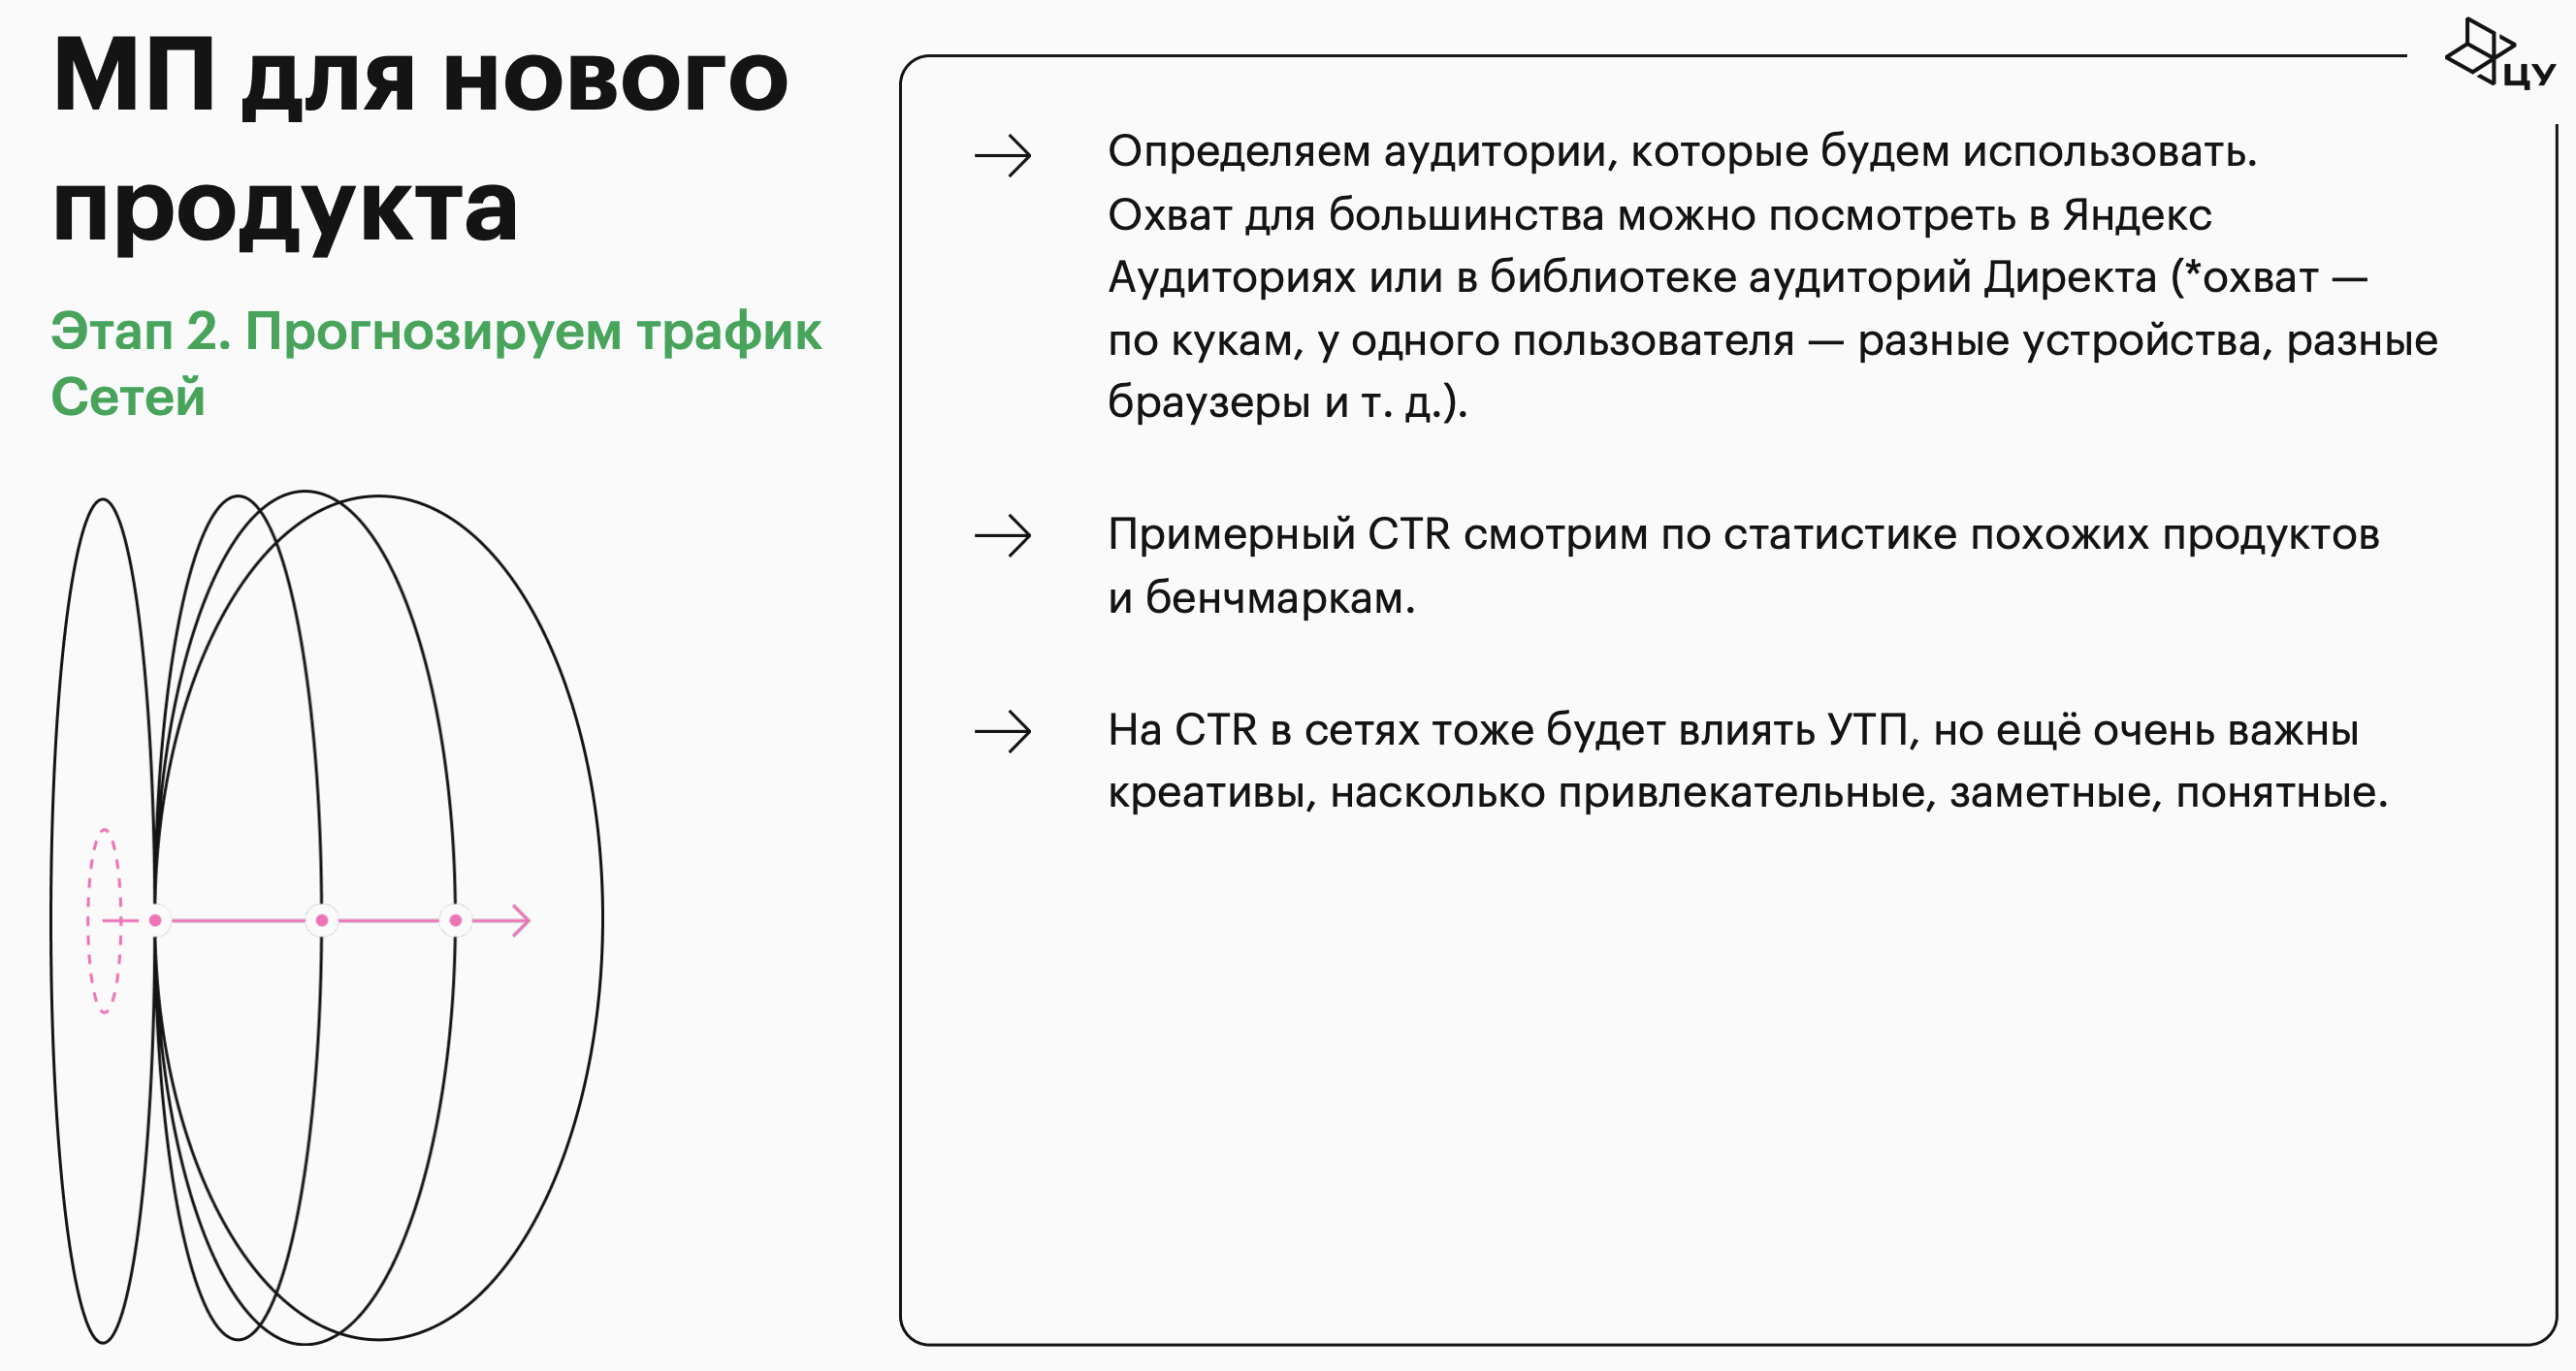 МП для нового
продукта
Этап 2. Прогнозируем трафик
Сетей
ЦУ
Определяем аудитории, которые будем использовать.
Охват для большинства можно посмотреть в Яндекс
Аудиториях или в библиотеке аудиторий Директа (*охват —
по кукам, у одного пользователя — разные устройства, разные
браузеры и т. д.).
Примерный CTR смотрим по статистике похожих продуктов
и бенчмаркам.
На CTR в сетях тоже будет влиять УТП, но ещё очень важны
креативы, насколько привлекательные, заметные, понятные.